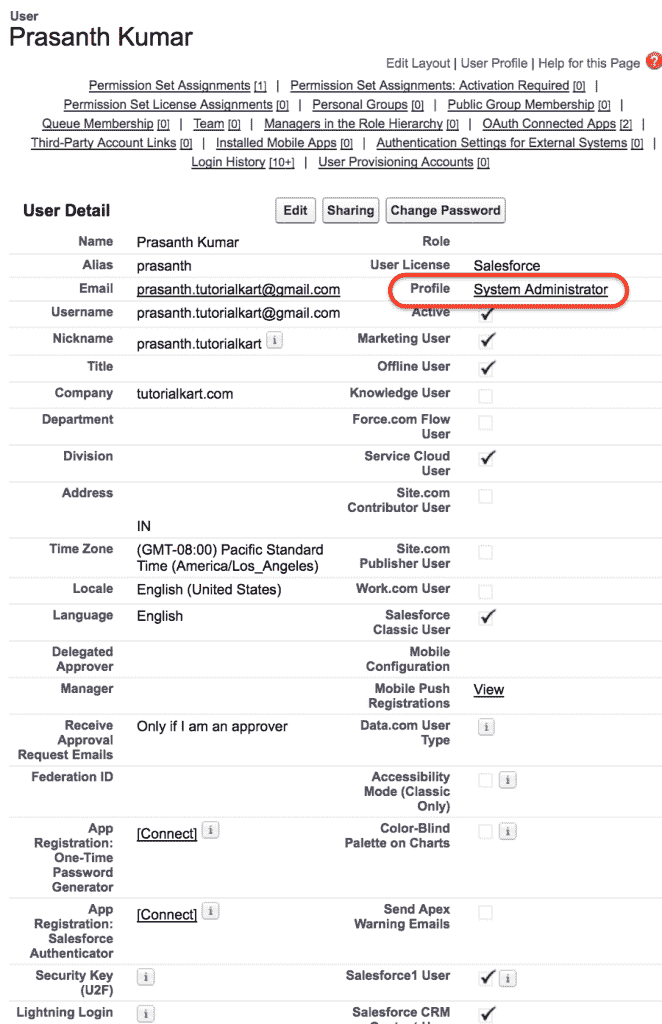 User
Prasanth Kumar
Edit Layout | User Profile | Help for this Page ?
Permission Set Assignments [1] | Permission Set Assignments: Activation Required [0] |
Permission Set License Assignments [0] | Personal Groups [0] | Public Group Membership [0] |
Queue Membership [0] | Team [0] | Managers in the Role Hierarchy [0] | OAuth Connected Apps [2] |
Third-Party Account Links [0] | Installed Mobile Apps [0] | Authentication Settings for External Systems [0] |
Login History [10+] | User Provisioning Accounts [0]
User Detail Edit Sharing Change Password
Name Prasanth Kumar Role
Alias prasanth User License Salesforce
Email prasanth.tutorialkart@gmail.com Profile System Administrator
Username prasanth.tutorialkart@gmail.com Active
Nickname prasanth.tutorialkart i Marketing User
Title Offline User
Company tutorialkart.com Knowledge User
Department Force.com Flow
User
Division Service Cloud
User
Address Site.com
Contributor User
IN
Time Zone (GMT-08:00) Pacific Standard Site.com
Time (America/Los_Angeles) Publisher User
Locale English (United States) Work.com User
Language English Salesforce
Classic User
Delegated Mobile
Approver Configuration
Manager Mobile Push View
Registrations
Receive Only if I am an approver Data.com User i
Approval Type
Request Emails
Federation ID Accessibility i
Mode (Classic
Only)
App [Connect] i Color-Blind i
Registration: Palette on Charts
One-Time
Password
Generator
App [Connect] i Send Apex
Registration: Warning Emails
Salesforce
Authenticator
Security Key i Salesforce1 User i
(U2F)
Lightning Login i Salesforce CRM